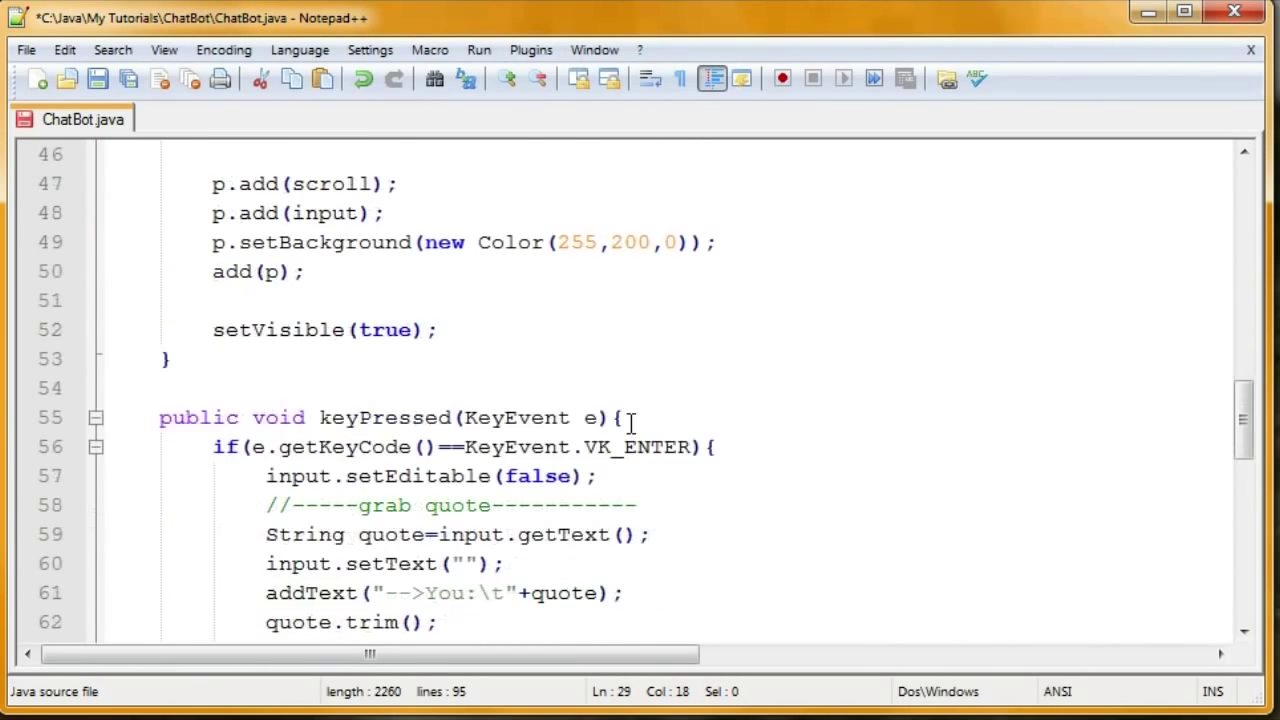 *C:\Java\My Tutorials\ChatBot\ChatBot.java - Notepad++
File Edit Search View Encoding Language Settings Macro Run Plugins Window ? X
ChatBot.java
46
47 p.add(scroll);
48 p.add(input);
49 p.setBackground(new Color(255,200,0));
50 add(p);
51
52 setVisible(true);
53 }
54
55 public void keyPressed(KeyEvent e){
56 if(e.getKeyCode()==KeyEvent.VK_ENTER){
57 input.setEditable(false);
58 //-----grab quote-----------
59 String quote=input.getText();
60 input.setText("");
61 addText("-->You:\t"+quote);
62 quote.trim();
Java source file length : 2260 lines : 95 Ln : 29 Col : 18 Sel : 0 Dos\Windows ANSI INS